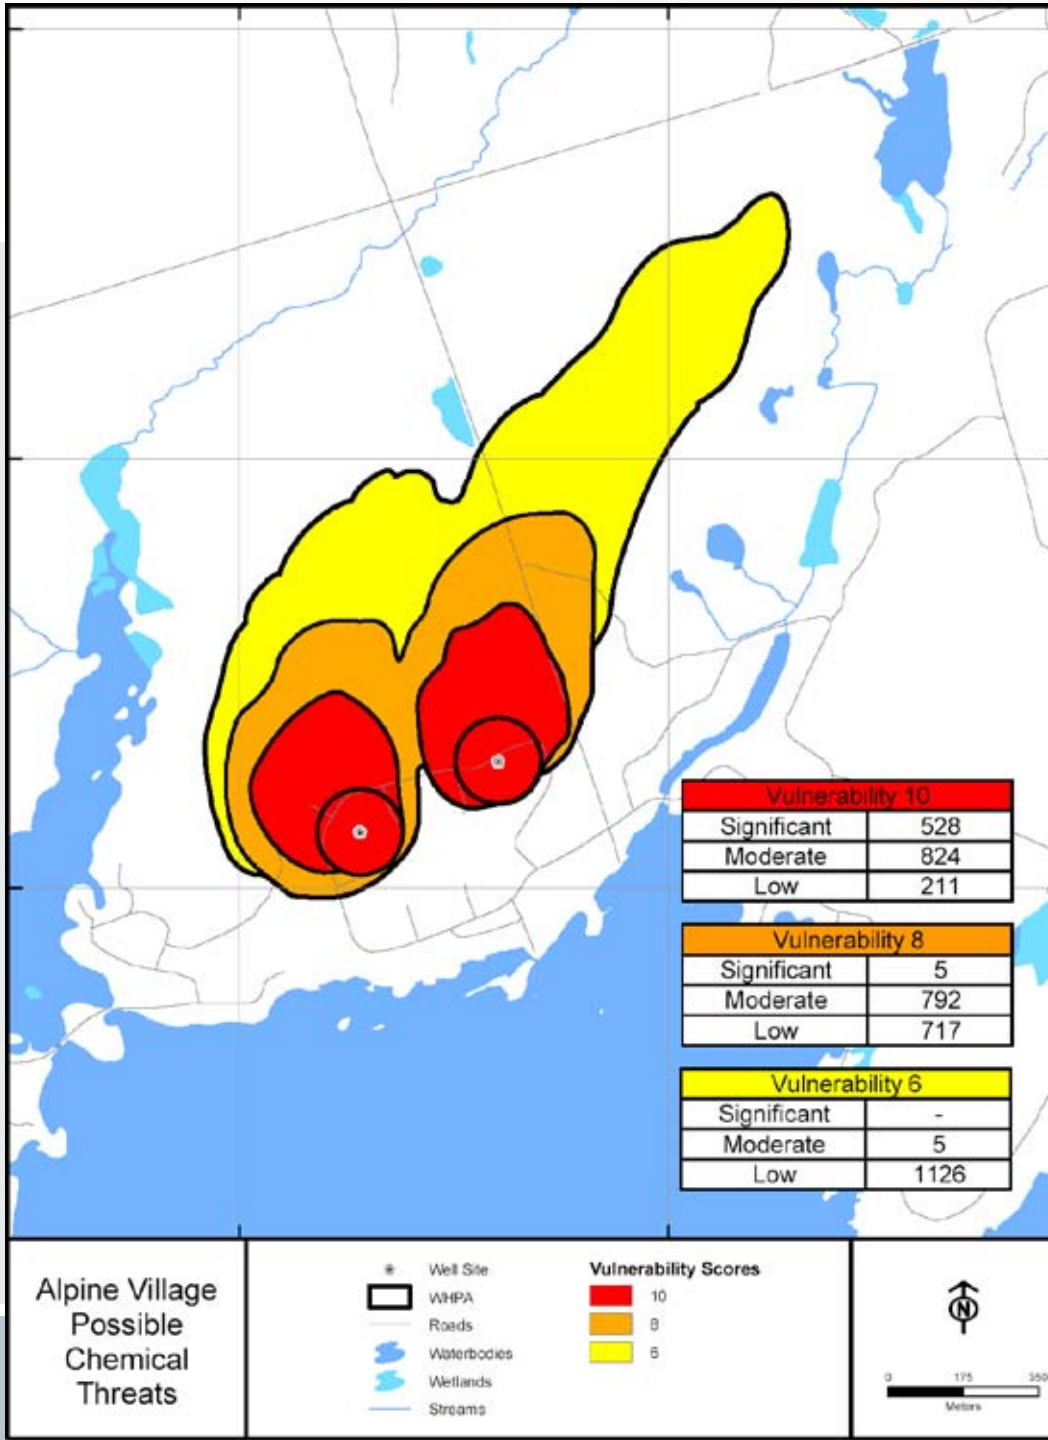 Vulnerability 10
Significant 528
Moderate 824
Low 211
Vulnerability 8
Significant 5
Moderate 792
Low 717
Vulnerability 6
Significant -
Moderate 5
Low 1126
Alpine Village
Possible
Chemical
Threats
Well Site
WHPA
Roads
Waterbodies
Wetlands
Streams
Vulnerability Scores
10
8
6
N
0 175 350
Meters